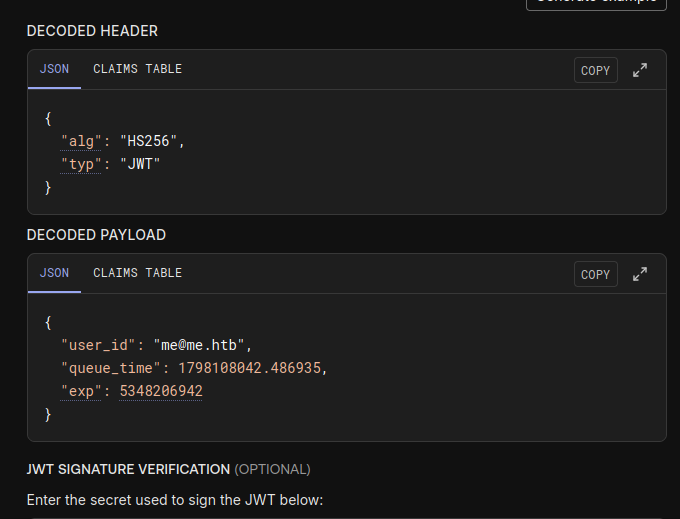 Generate example
DECODED HEADER
JSON CLAIMS TABLE COPY
{
"alg": "HS256",
"typ": "JWT"
}
DECODED PAYLOAD
JSON CLAIMS TABLE COPY
{
"user_id": "me@me.htb",
"queue_time": 1798108042.486935,
"exp": 5348206942
}
JWT SIGNATURE VERIFICATION (OPTIONAL)
Enter the secret used to sign the JWT below: